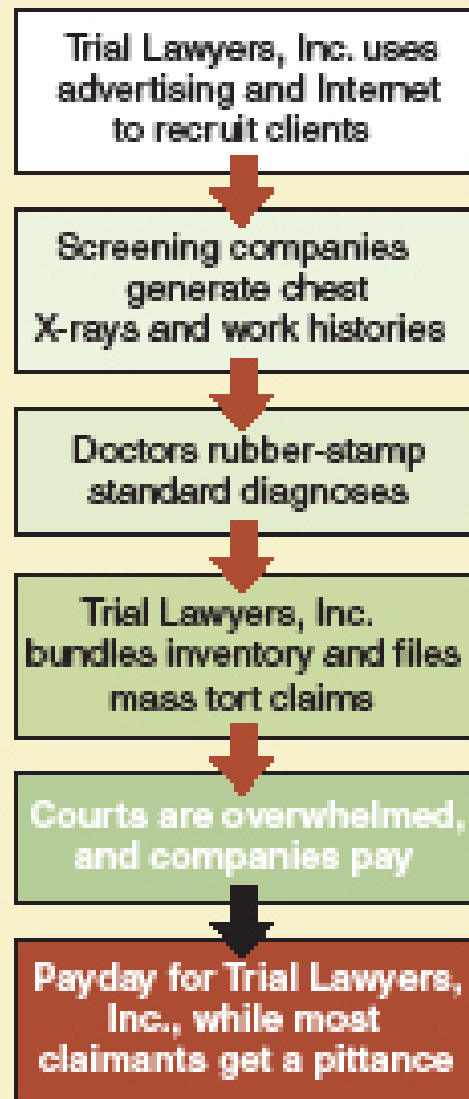 Trial Lawyers, Inc. uses
advertising and Internet
to recruit clients
Screening companies
generate chest
X-rays and work histories
Doctors rubber-stamp
standard diagnoses
Trial Lawyers, Inc.
bundles inventory and files
mass tort claims
Courts are overwhelmed,
and companies pay
Payday for Trial Lawyers,
Inc., while most
claimants get a pittance